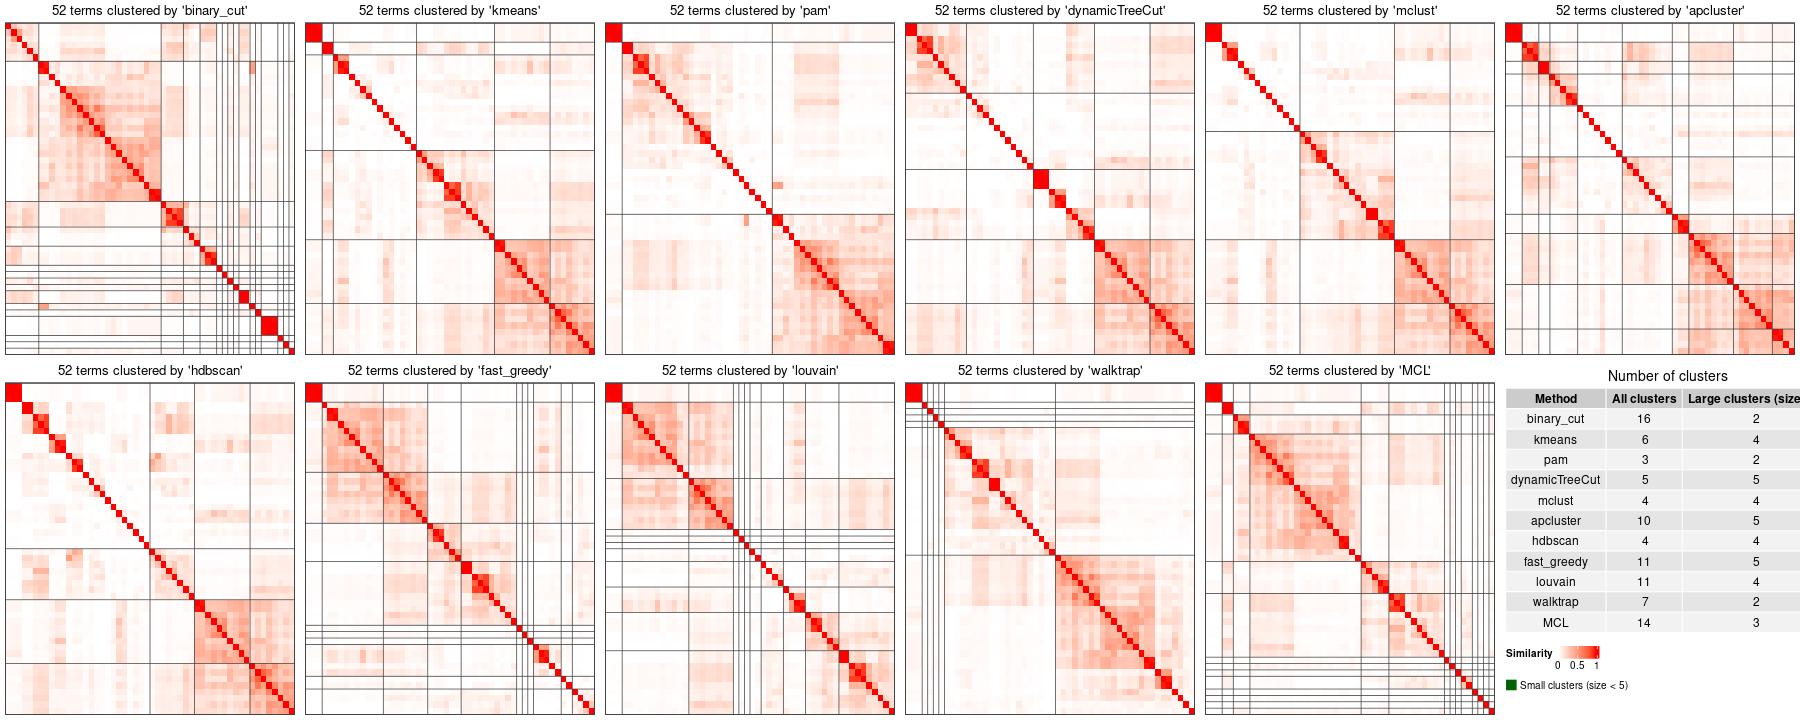 52 terms clustered by 'binary_cut'
52 terms clustered by 'kmeans'
52 terms clustered by 'pam'
52 terms clustered by 'dynamicTreeCut'
52 terms clustered by 'mclust'
52 terms clustered by 'apcluster'
52 terms clustered by 'hdbscan'
52 terms clustered by 'fast_greedy'
52 terms clustered by 'louvain'
52 terms clustered by 'walktrap'
52 terms clustered by 'MCL'
Number of clusters
Method All clusters Large clusters (size
binary_cut 16 2
kmeans 6 4
pam 3 2
dynamicTreeCut 5 5
mclust 4 4
apcluster 10 5
hdbscan 4 4
fast_greedy 11 5
louvain 11 4
walktrap 7 2
MCL 14 3
Similarity
0 0.5 1
Small clusters (size < 5)